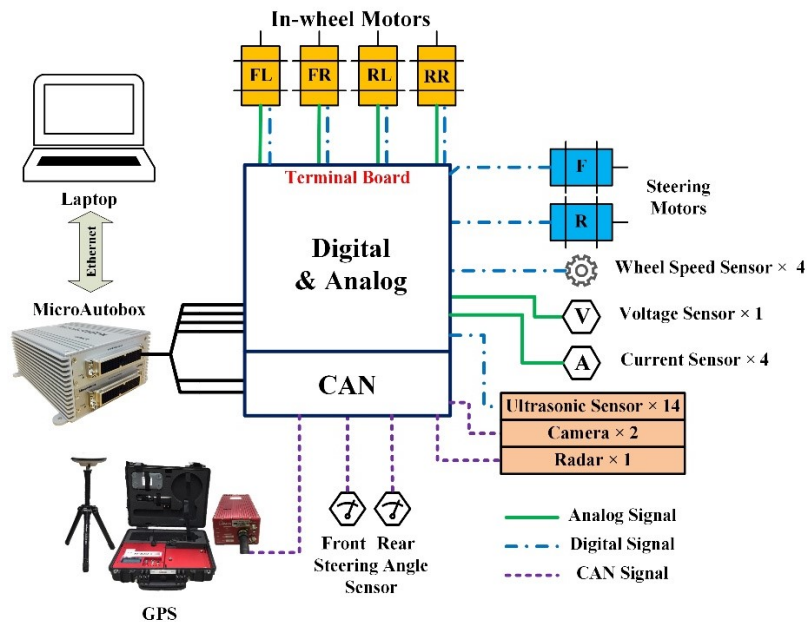 In-wheel Motors
FL
FR
RL
RR
Terminal Board
Digital
& Analog
CAN
Laptop
Ethernet
MicroAutobox
F
R
Steering
Motors
Wheel Speed Sensor × 4
V
Voltage Sensor × 1
A
Current Sensor × 4
Ultrasonic Sensor × 14
Camera × 2
Radar × 1
Front Rear
Steering Angle
Sensor
GPS
Analog Signal
Digital Signal
CAN Signal